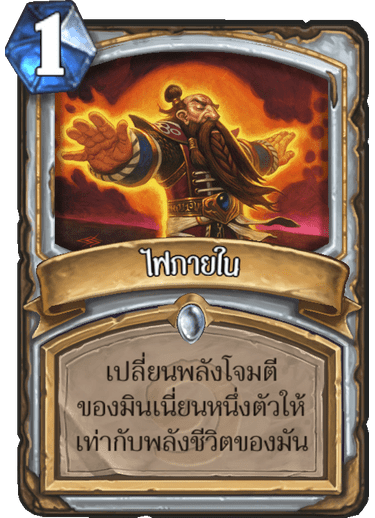 1
ไฟภายใน
เปลี่ยนพลังโจมตี
ของมินเนี่ยนหนึ่งตัวให้
เท่ากับพลังชีวิตของมัน